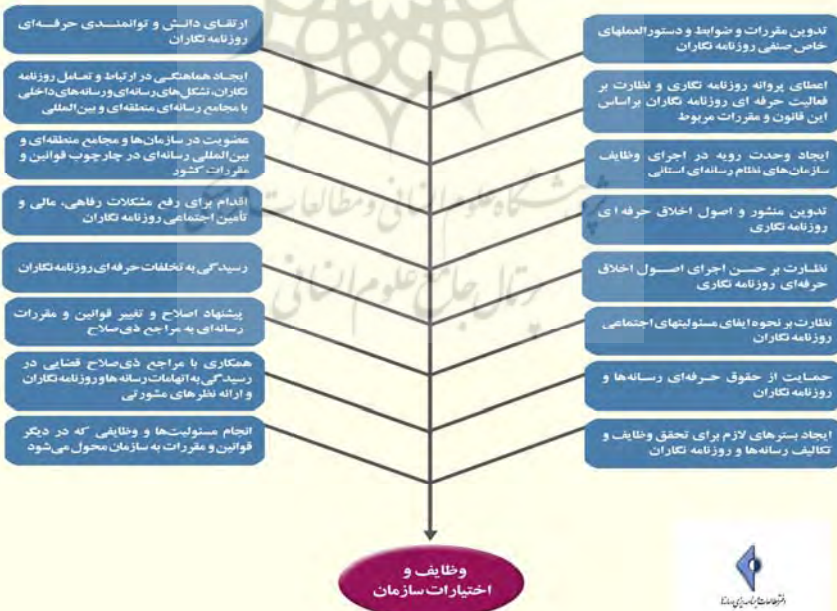 تدوین مقررات و ضوابط و دستورالعملهای
خاص صنفی روزنامه نگاران
اعطای پروانه روزنامه نگاری و نظارت بر
فعالیت حرفه ای روزنامه نگاران براساس
این قانون و مقررات مربوط
ایجاد وحدت رویه در اجرای وظایف
سازمان‌های نظام رسانه‌ای استانی
تدوین منشور و اصول اخلاق حرفه ای
روزنامه نگاری
نظارت بر حسن اجرای اصول اخلاق
حرفه‌ای روزنامه نگاری
نظارت بر نحوه ایفای مسئولیتهای اجتماعی
روزنامه نگاران
حمایت از حقوق حرفه‌ای رسانه‌ها و
روزنامه نگاران
ایجاد بسترهای لازم برای تحقق وظایف و
تکالیف رسانه‌ها و روزنامه نگاران
ارتقای دانش و توانمندی حرفه‌ای
روزنامه نگاران
ایجاد هماهنگی در ارتباط و تعامل روزنامه
نگاران، تشکل‌های رسانه‌ای و رسانه‌های داخلی
با مجامع رسانه‌ای منطقه‌ای و بین‌المللی
عضویت در سازمان‌ها و مجامع منطقه‌ای و
بین‌المللی رسانه‌ای در چارچوب قوانین و
مقررات کشور
اقدام برای رفع مشکلات رفاهی، مالی و
تأمین اجتماعی روزنامه نگاران
رسیدگی به تخلفات حرفه‌ای روزنامه نگاران
پیشنهاد اصلاح و تغییر قوانین و مقررات
رسانه‌ای به مراجع ذی‌صلاح
همکاری با مراجع ذی‌صلاح قضایی در
رسیدگی به اتهامات رسانه ها و روزنامه نگاران
و ارائه نظرهای مشورتی
انجام مسئولیت‌ها و وظایفی که در دیگر
قوانین و مقررات به سازمان محول می‌شود
پژوهشگاه علوم انسانی و مطالعات فرهنگی
پرتال جامع علوم انسانی
وظایف و
اختیارات سازمان